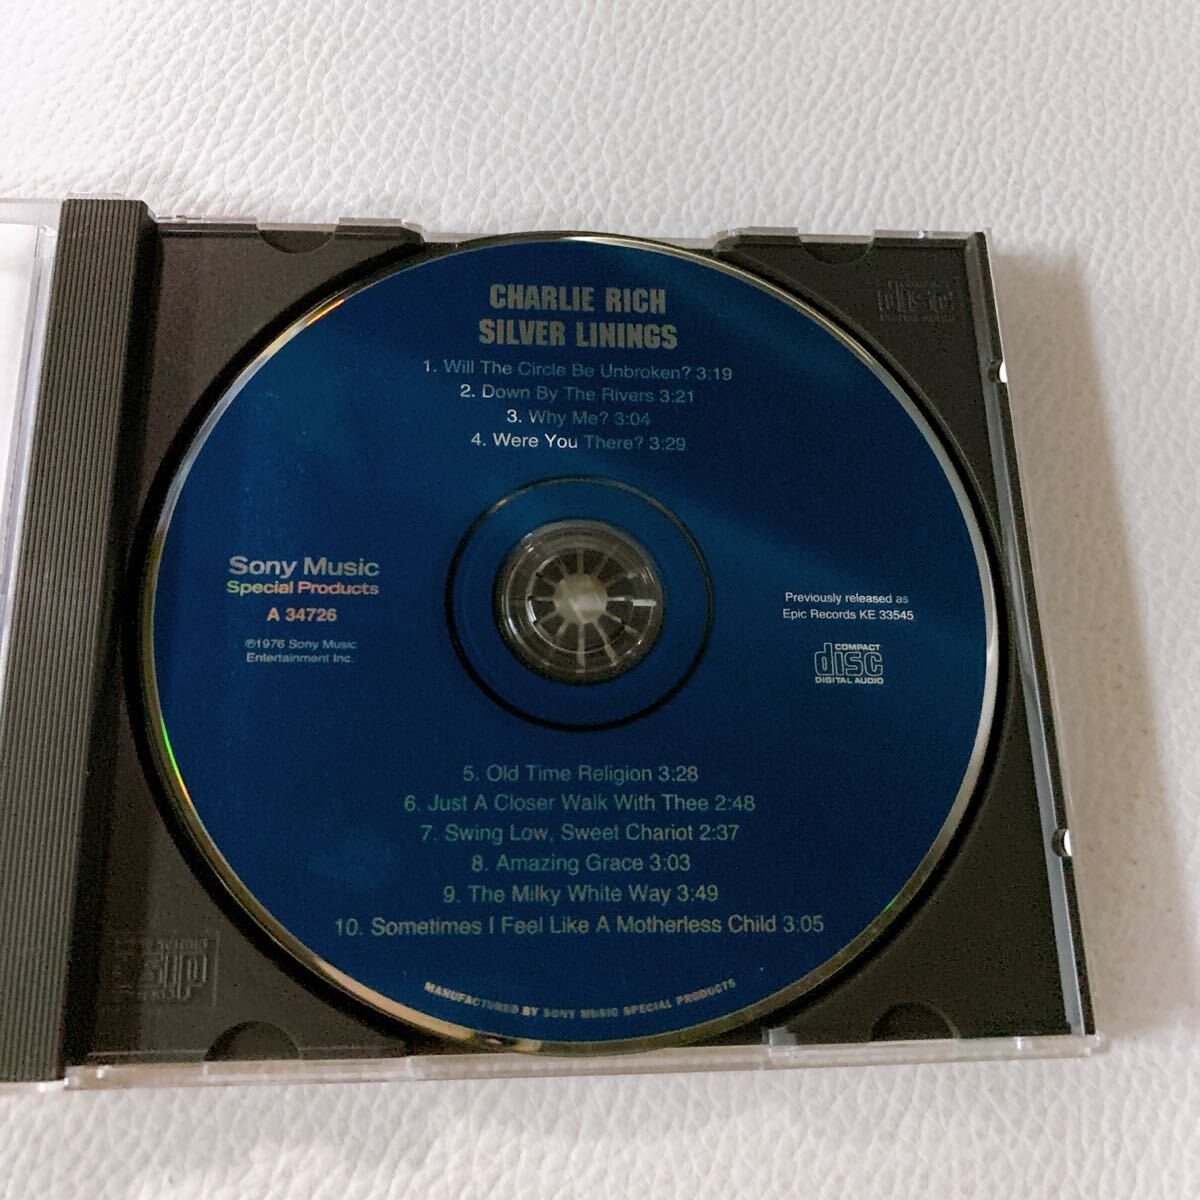 CHARLIE RICH
SILVER LININGS
1. Will The Circle Be Unbroken? 3:19
2. Down By The Rivers 3:21
3. Why Me? 3:04
4. Were You There? 3:29
Sony Music
Special Products
A 34726
℗1976 Sony Music
Entertainment Inc.
Previously released as
Epic Records KE 33545
COMPACT
disc
DIGITAL AUDIO
5. Old Time Religion 3:28
6. Just A Closer Walk With Thee 2:48
7. Swing Low, Sweet Chariot 2:37
8. Amazing Grace 3:03
9. The Milky White Way 3:49
10. Sometimes I Feel Like A Motherless Child 3:05
MANUFACTURED BY SONY MUSIC SPECIAL PRODUCTS
COMPACT
disc
DIGITAL AUDIO